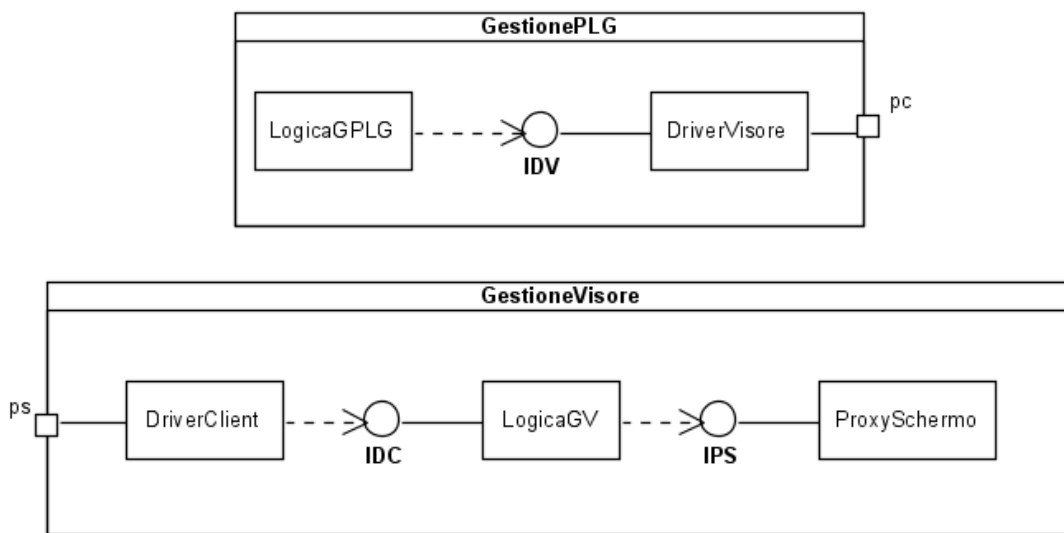 GestionePLG
pc
LogicaGPLG
DriverVisore
IDV
GestioneVisore
ps
DriverClient
LogicaGV
ProxySchermo
IDC
IPS